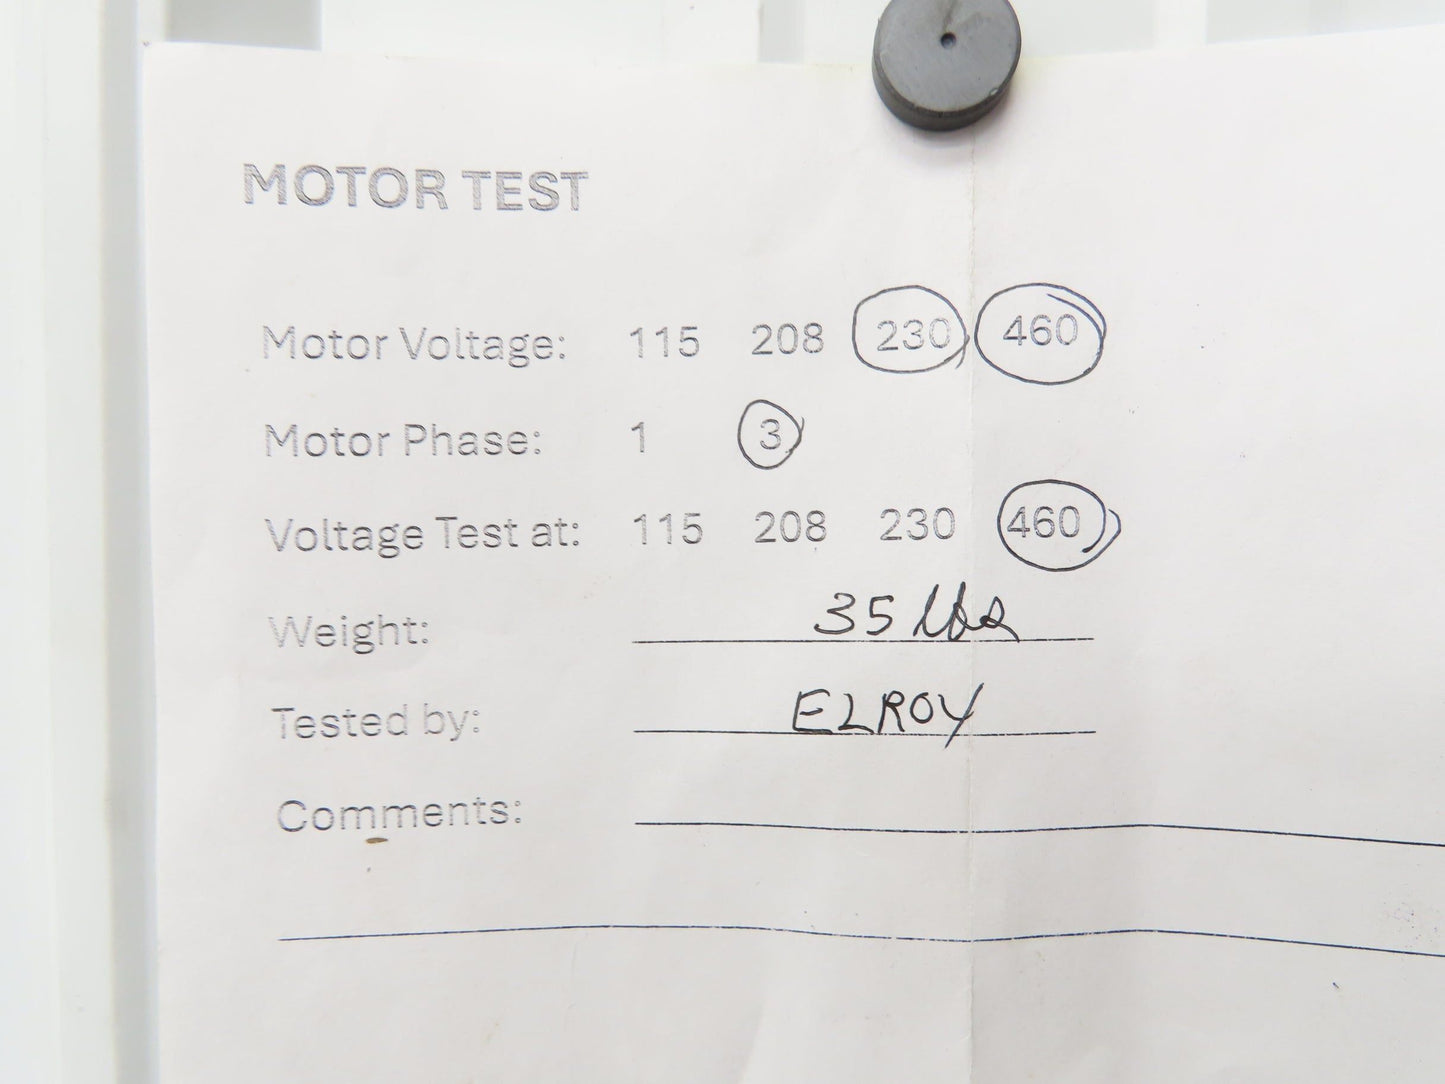 MOTOR TEST
Motor Voltage: 115 208 230 460
Motor Phase: 1 3
Voltage Test at: 115 208 230 460
Weight: 35 lbs
Tested by: ELROY
Comments: